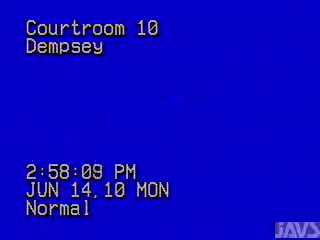 Courtroom 10
Dempsey
2:58:09 PM
JUN 14,10 MON
Normal
JAVS